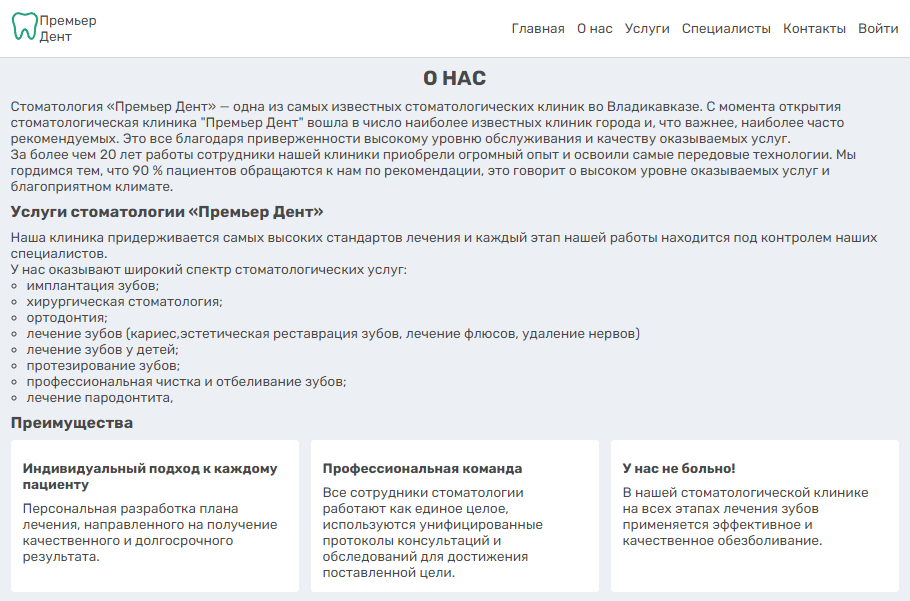 Премьер
Дент
Главная О нас Услуги Специалисты Контакты Войти
О НАС
Стоматология «Премьер Дент» — одна из самых известных стоматологических клиник во Владикавказе. С момента открытия
стоматологическая клиника "Премьер Дент" вошла в число наиболее известных клиник города и, что важнее, наиболее часто
рекомендуемых. Это все благодаря приверженности высокому уровню обслуживания и качеству оказываемых услуг.
За более чем 20 лет работы сотрудники нашей клиники приобрели огромный опыт и освоили самые передовые технологии. Мы
гордимся тем, что 90 % пациентов обращаются к нам по рекомендации, это говорит о высоком уровне оказываемых услуг и
благоприятном климате.
Услуги стоматологии «Премьер Дент»
Наша клиника придерживается самых высоких стандартов лечения и каждый этап нашей работы находится под контролем наших
специалистов.
У нас оказывают широкий спектр стоматологических услуг:
имплантация зубов;
хирургическая стоматология;
ортодонтия;
лечение зубов (кариес,эстетическая реставрация зубов, лечение флюсов, удаление нервов)
лечение зубов у детей;
протезирование зубов;
профессиональная чистка и отбеливание зубов;
лечение пародонтита,
Преимущества
Индивидуальный подход к каждому
пациенту
Персональная разработка плана
лечения, направленного на получение
качественного и долгосрочного
результата.
Профессиональная команда
Все сотрудники стоматологии
работают как единое целое,
используются унифицированные
протоколы консультаций и
обследований для достижения
поставленной цели.
У нас не больно!
В нашей стоматологической клинике
на всех этапах лечения зубов
применяется эффективное и
качественное обезболивание.